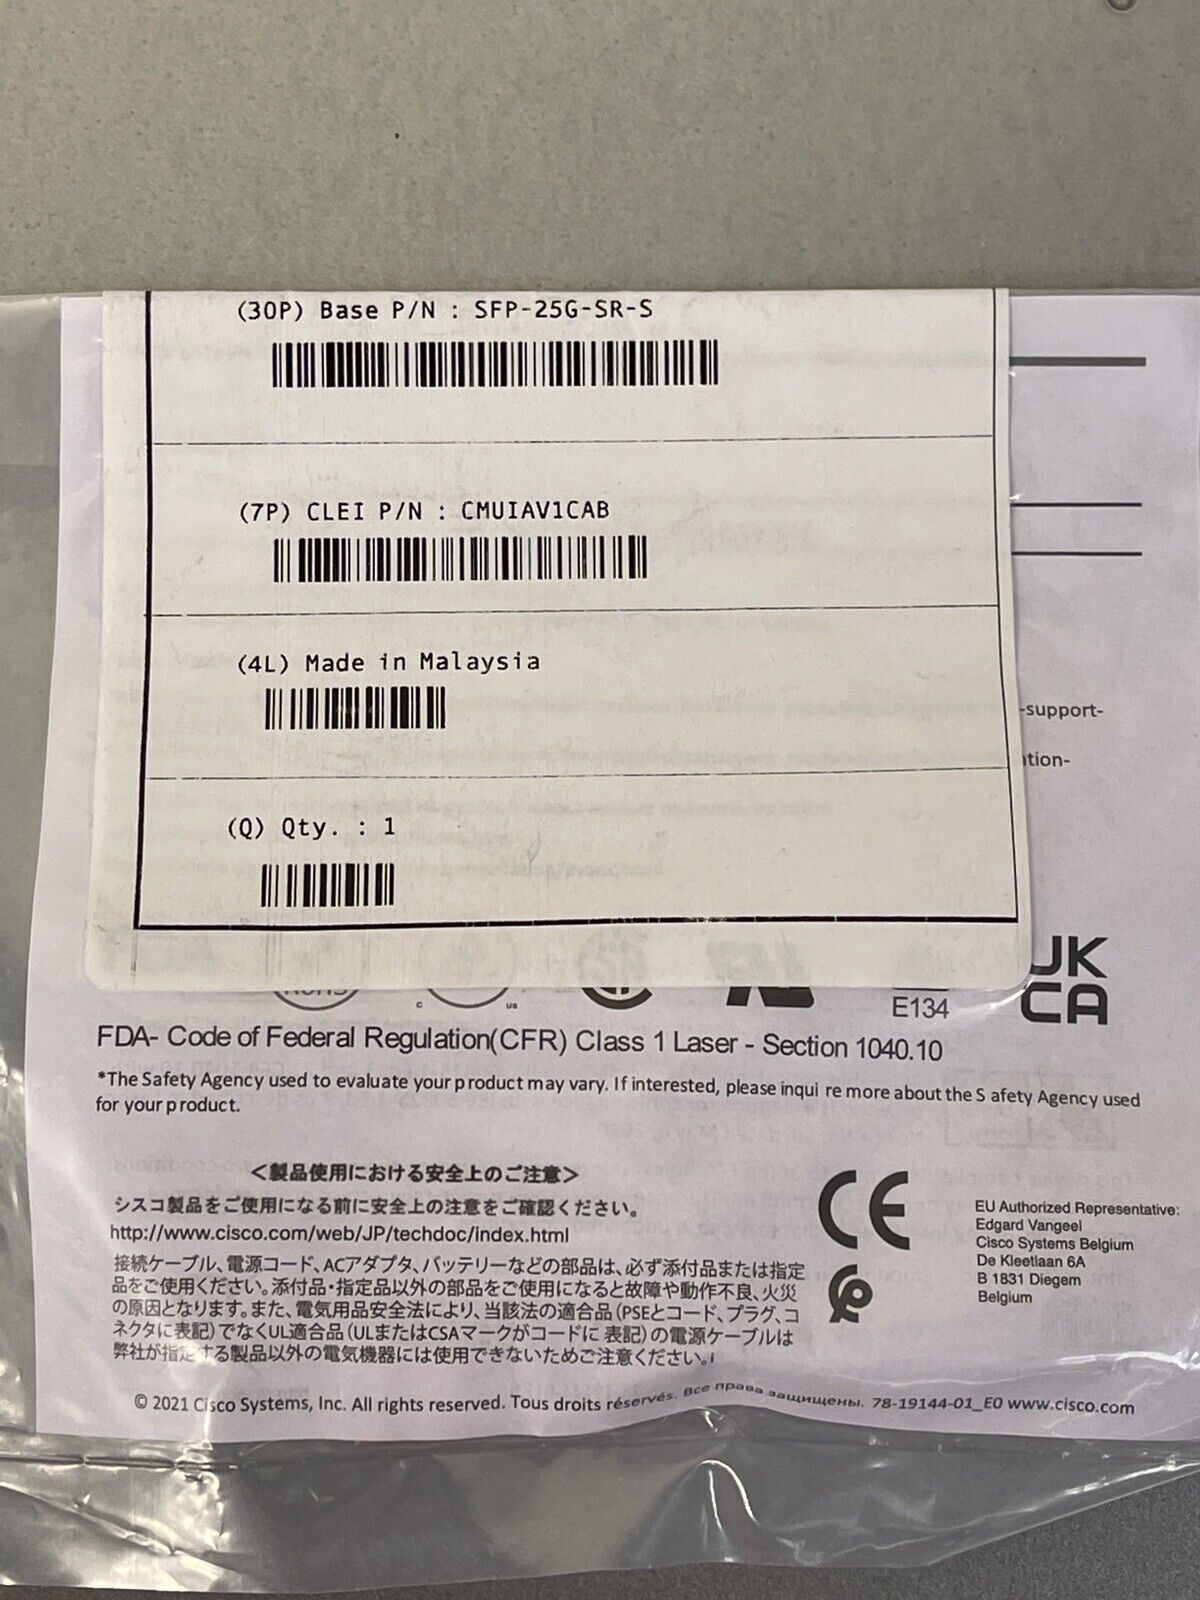 (30P) Base P/N : SFP-25G-SR-S
(7P) CLEI P/N : CMUIAV1CAB
(4L) Made in Malaysia
-support-
(Q) Qty. : 1
E134
UK
CA
FDA- Code of Federal Regulation(CFR) Class 1 Laser - Section 1040.10
*The Safety Agency used to evaluate your product may vary. If interested, please inqui re more about the S afety Agency used
for your product.
＜製品使用における安全上のご注意＞
シスコ製品をご使用になる前に安全上の注意をご確認ください。
http://www.cisco.com/web/JP/techdoc/index.html
接続ケーブル、電源コード、ACアダプタ、バッテリーなどの部品は、必ず添付品または指定
品をご使用ください。添付品・指定品以外の部品をご使用になると故障や動作不良、火災
の原因となります。また、電気用品安全法により、当該法の適合品（PSEとコード、プラグ、コ
ネクタに表記）でなくUL適合品（ULまたはCSAマークがコードに 表記）の電源ケーブルは
弊社が指定する製品以外の電気機器には使用できないためご注意ください。
CE
EU Authorized Representative:
Edgard Vangeel
Cisco Systems Belgium
De Kleetlaan 6A
B 1831 Diegem
Belgium
© 2021 Cisco Systems, Inc. All rights reserved. Tous droits réservés. Все права защищены. 78-19144-01_E0 www.cisco.com